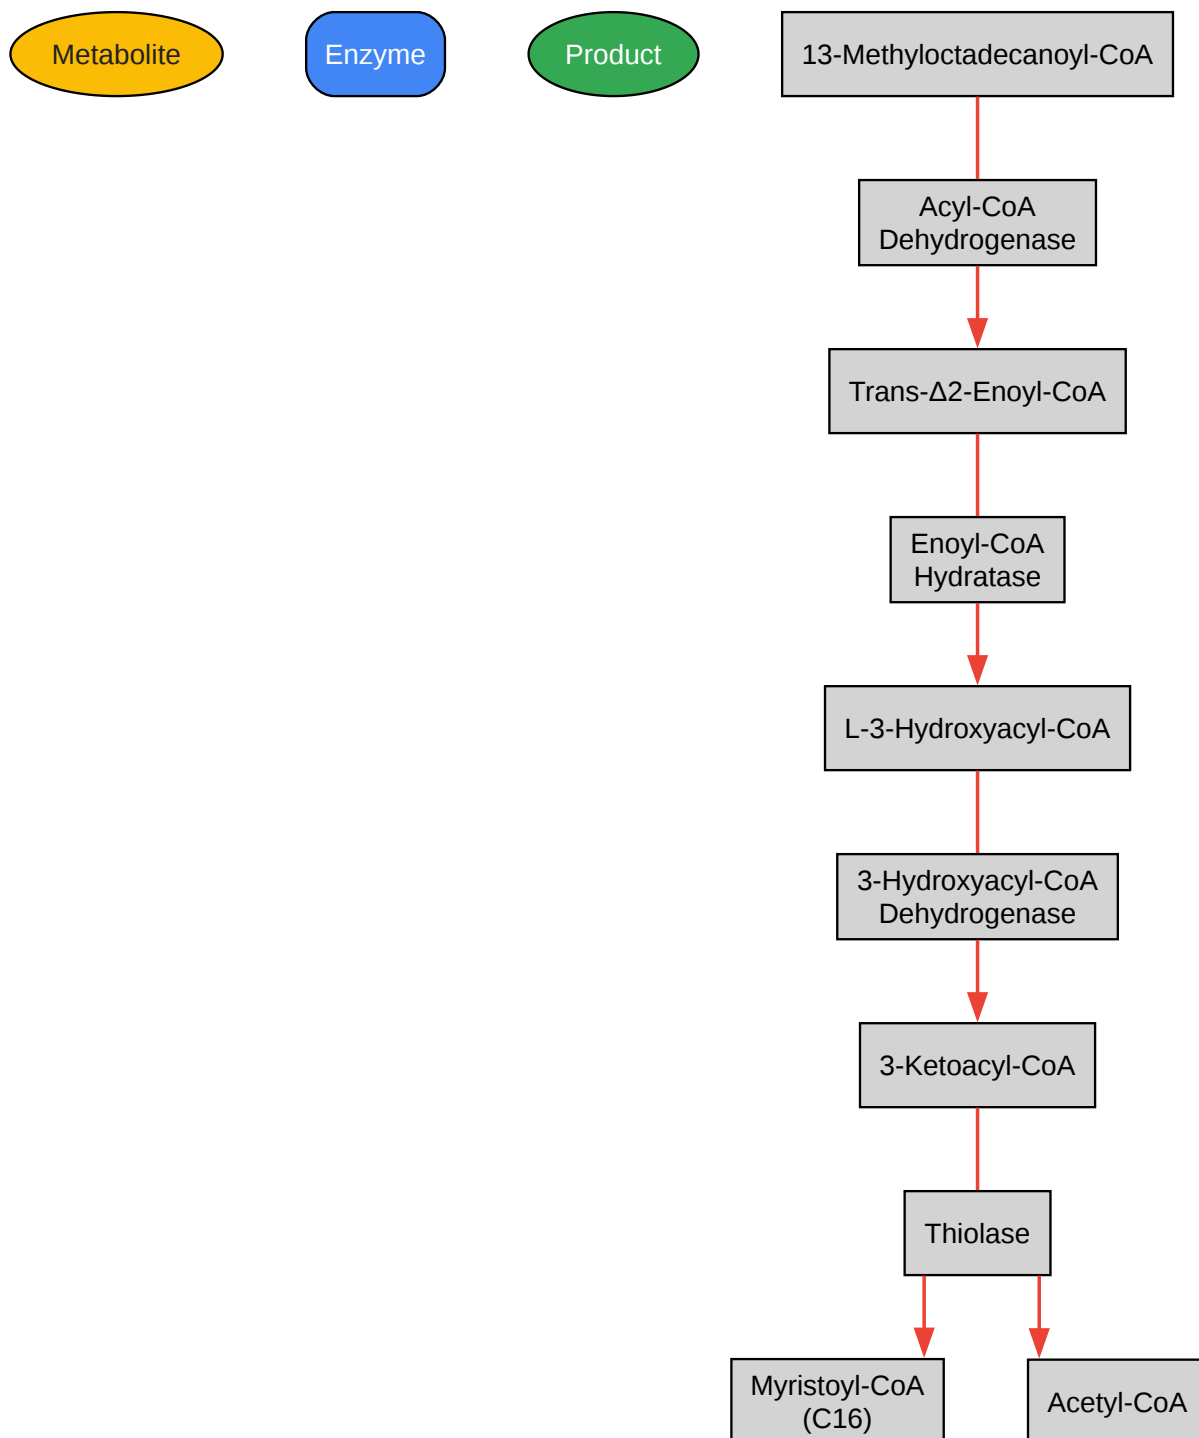 Metabolite
Enzyme
Product
13-Methyloctadecanoyl-CoA
Acyl-CoA
Dehydrogenase
Trans-Δ2-Enoyl-CoA
Enoyl-CoA
Hydratase
L-3-Hydroxyacyl-CoA
3-Hydroxyacyl-CoA
Dehydrogenase
3-Ketoacyl-CoA
Thiolase
Myristoyl-CoA
(C16)
Acetyl-CoA